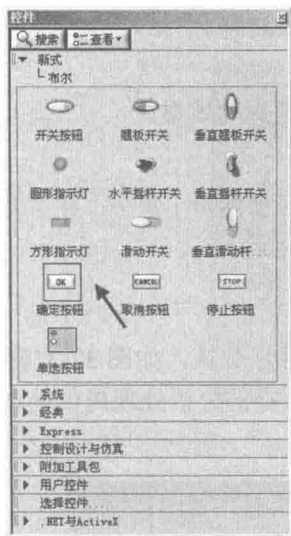 控件
搜索 查看
新式
布尔
开关按钮 翘板开关 垂直翘板开关
圆形指示灯 水平摇杆开关 垂直摇杆开关
方形指示灯 滑动开关 垂直滑动杆...
OK CANCEL STOP
确定按钮 取消按钮 停止按钮
单选按钮
系统
经典
Express
控制设计与仿真
附加工具包
用户控件
选择控件...
.NET与ActiveX